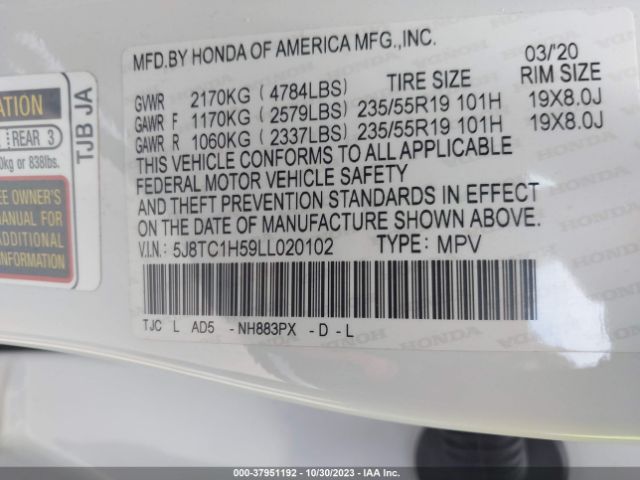 MFD.BY HONDA OF AMERICA MFG.,INC. 03/'20
GVWR 2170KG (4784LBS) TIRE SIZE RIM SIZE
GAWR F 1170KG (2579LBS) 235/55R19 101H 19X8.0J
GAWR R 1060KG (2337LBS) 235/55R19 101H 19X8.0J
THIS VEHICLE CONFORMS TO ALL APPLICABLE
FEDERAL MOTOR VEHICLE SAFETY
AND THEFT PREVENTION STANDARDS IN EFFECT
ON THE DATE OF MANUFACTURE SHOWN ABOVE.
V.I.N: 5J8TC1H59LL020102 TYPE: MPV
TJC L AD5 -NH883PX -D-L
TJB JA
ATION
REAR 3
0kg or 838lbs.
EE OWNER'S
MANUAL FOR
ADDITIONAL
INFORMATION
00-37951192 - 10/30/2023 - IAA Inc.